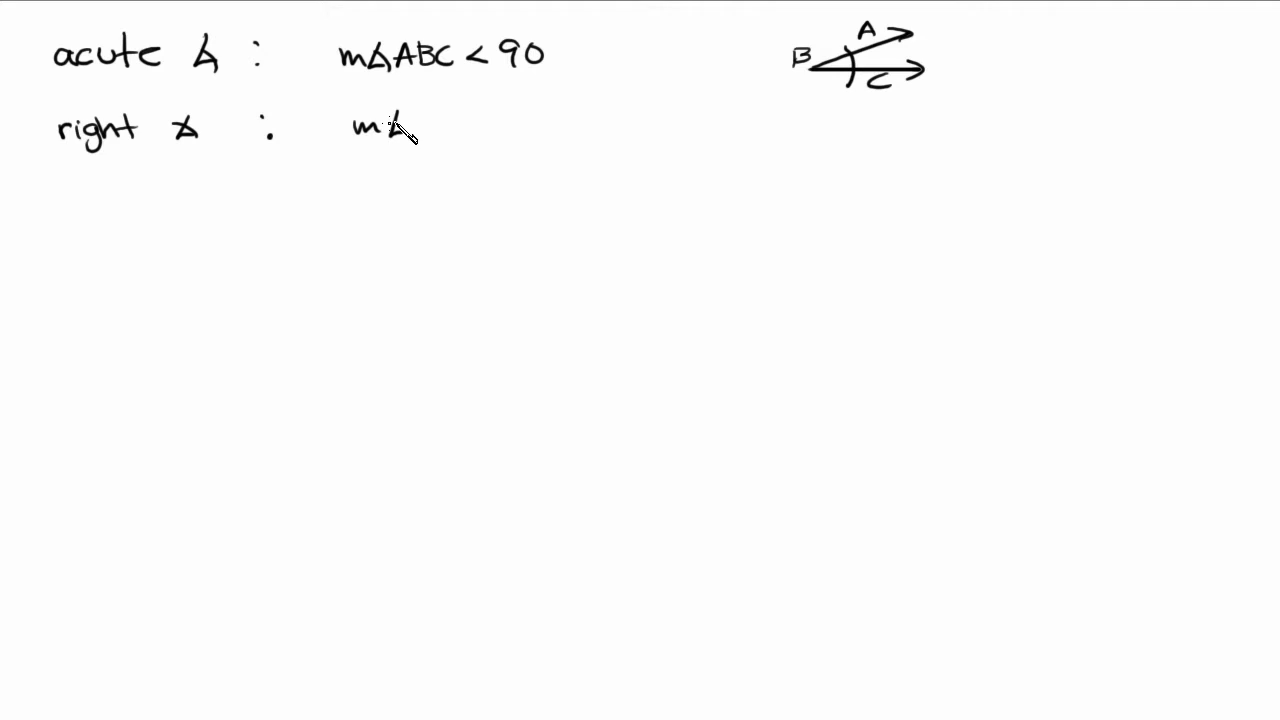 acute ∡ : m∡ABC < 90
right ∡ : m∡
A
B
C